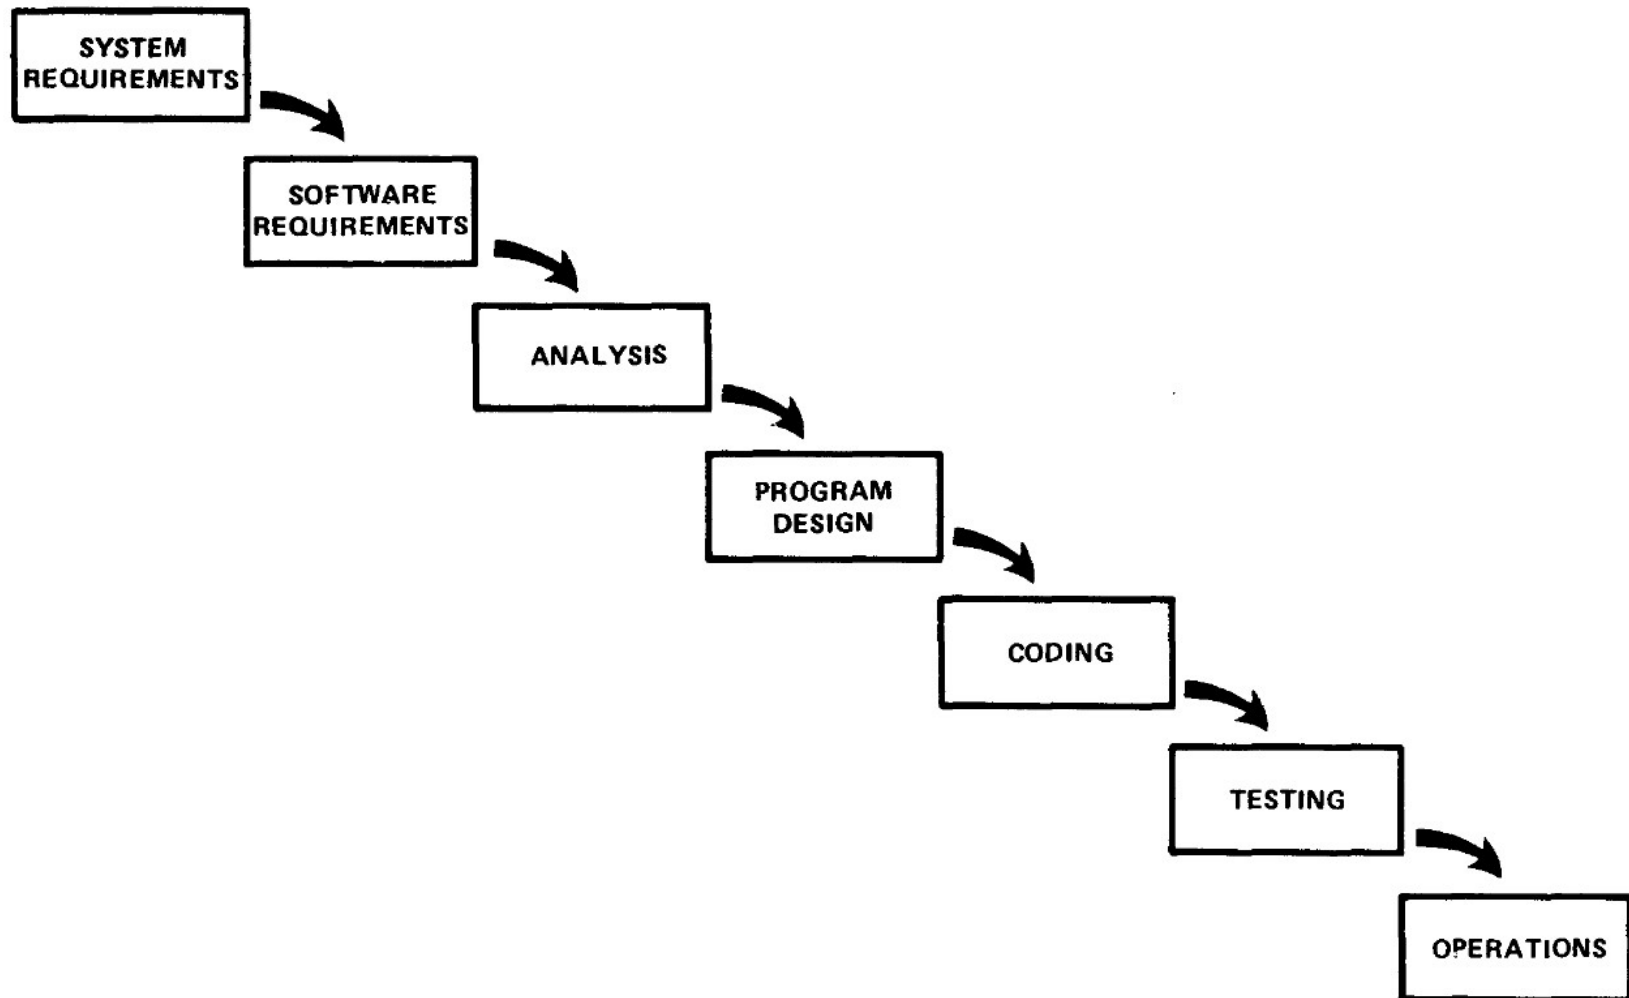 SYSTEM
REQUIREMENTS
SOFTWARE
REQUIREMENTS
ANALYSIS
PROGRAM
DESIGN
CODING
TESTING
OPERATIONS